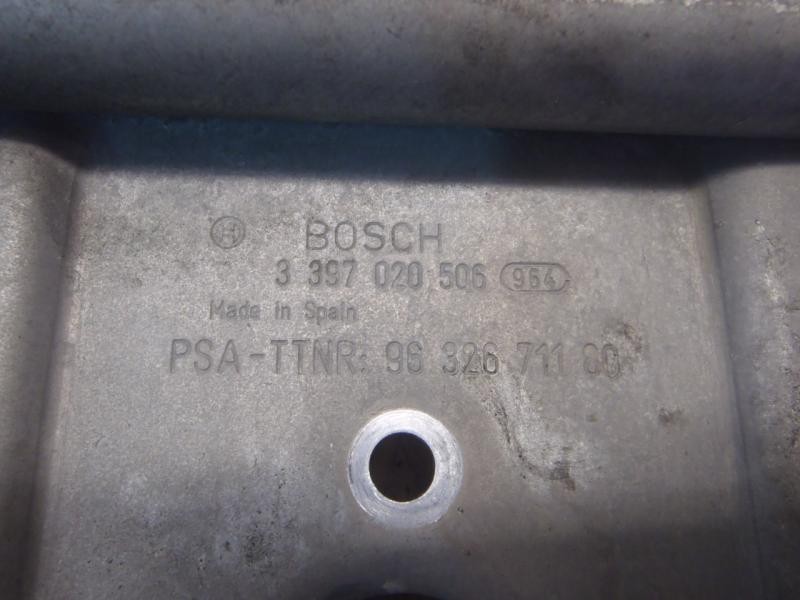 BOSCH
3 397 020 506 964
Made in Spain
PSA-TTNR: 96 326 711 80